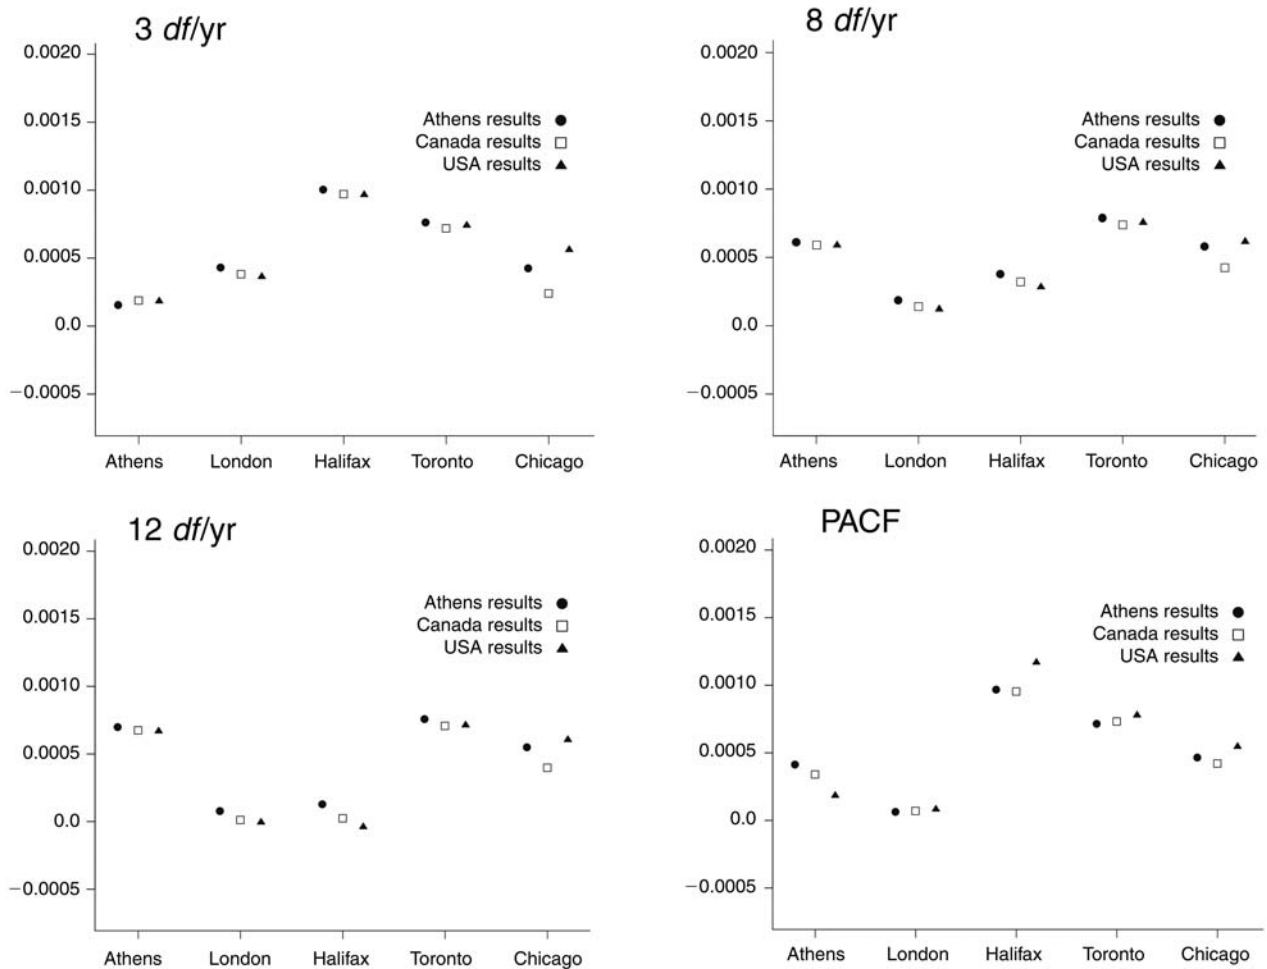 3 df/yr
0.0020
0.0015
0.0010
0.0005
0.0
−0.0005
Athens results
Canada results
USA results
Athens London Halifax Toronto Chicago
8 df/yr
0.0020
0.0015
0.0010
0.0005
0.0
−0.0005
Athens results
Canada results
USA results
Athens London Halifax Toronto Chicago
12 df/yr
0.0020
0.0015
0.0010
0.0005
0.0
−0.0005
Athens results
Canada results
USA results
Athens London Halifax Toronto Chicago
PACF
0.0020
0.0015
0.0010
0.0005
0.0
−0.0005
Athens results
Canada results
USA results
Athens London Halifax Toronto Chicago